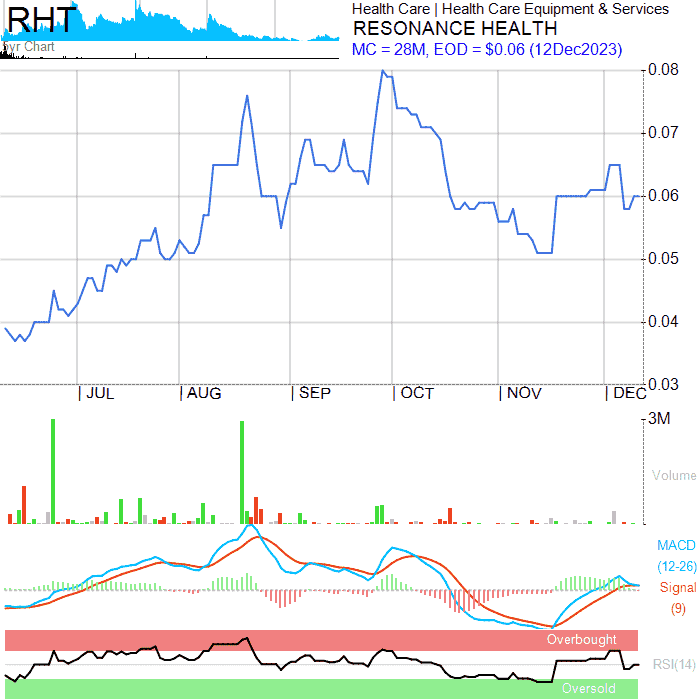 RHT
5yr Chart
Health Care | Health Care Equipment & Services
RESONANCE HEALTH
MC = 28M, EOD = $0.06 (12Dec2023)
0.08
0.07
0.06
0.05
0.04
0.03
| JUL | AUG | SEP | OCT | NOV | DEC
3M
Volume
MACD
(12-26)
Signal
(9)
Overbought
RSI(14)
Oversold